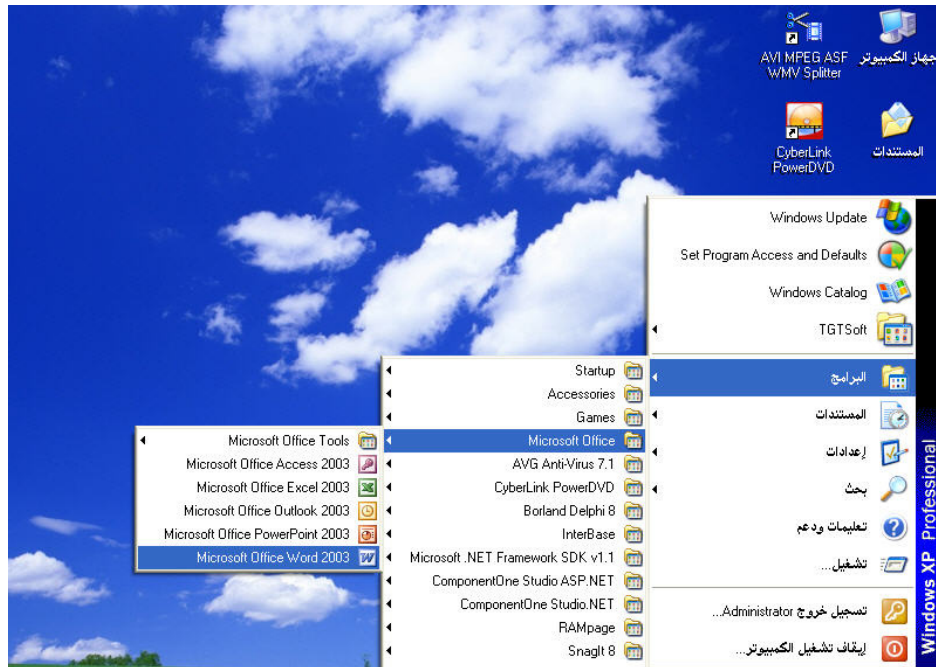 جهاز الكمبيوتر
AVI MPEG ASF
WMV Splitter
المستندات
CyberLink
PowerDVD
Windows Update
Set Program Access and Defaults
Windows Catalog
TGTSoft
البرامج
المستندات
إعدادات
بحث
تعليمات ودعم
تشغيل...
تسجيل خروج Administrator...
إيقاف تشغيل الكمبيوتر...
Windows XP Professional
Startup
Accessories
Games
Microsoft Office
AVG Anti-Virus 7.1
CyberLink PowerDVD
Borland Delphi 8
InterBase
Microsoft .NET Framework SDK v1.1
ComponentOne Studio ASP.NET
ComponentOne Studio.NET
RAMpage
SnagIt 8
Microsoft Office Tools
Microsoft Office Access 2003
Microsoft Office Excel 2003
Microsoft Office Outlook 2003
Microsoft Office PowerPoint 2003
Microsoft Office Word 2003